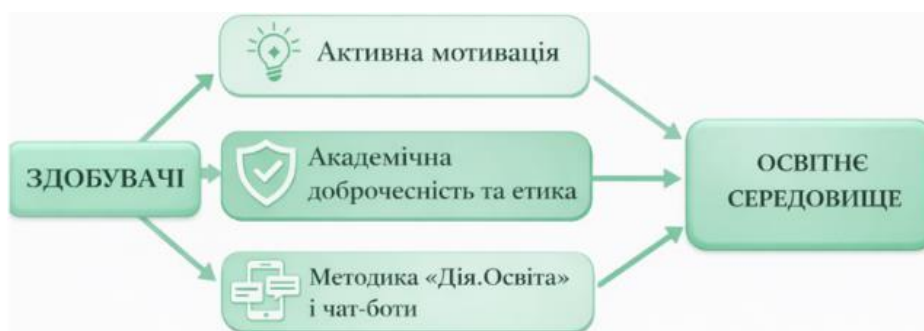 Активна мотивація
ЗДОБУВАЧІ
Академічна
доброчесність та етика
ОСВІТНЄ
СЕРЕДОВИЩЕ
Методика «Дія.Освіта»
і чат-боти